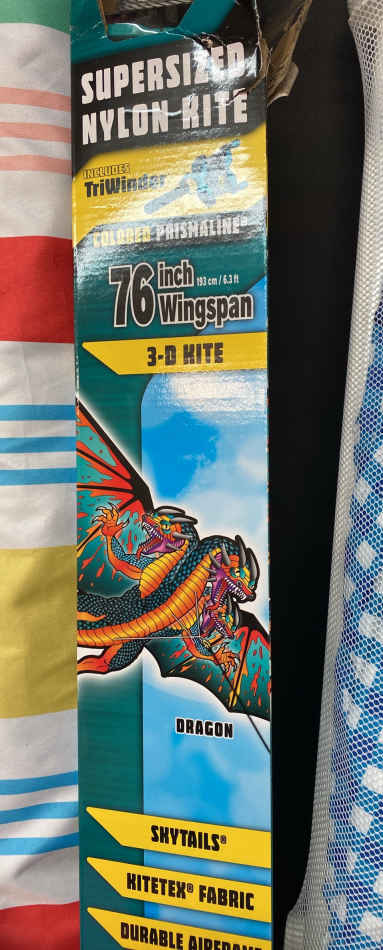 SUPERSIZED
NYLON KITE
INCLUDES
TriWinder
COLORED PRISMALINE®
76 inch 193 cm / 6.3 ft
Wingspan
3-D KITE
DRAGON
SKYTAILS®
KITETEX® FABRIC
DURABLE